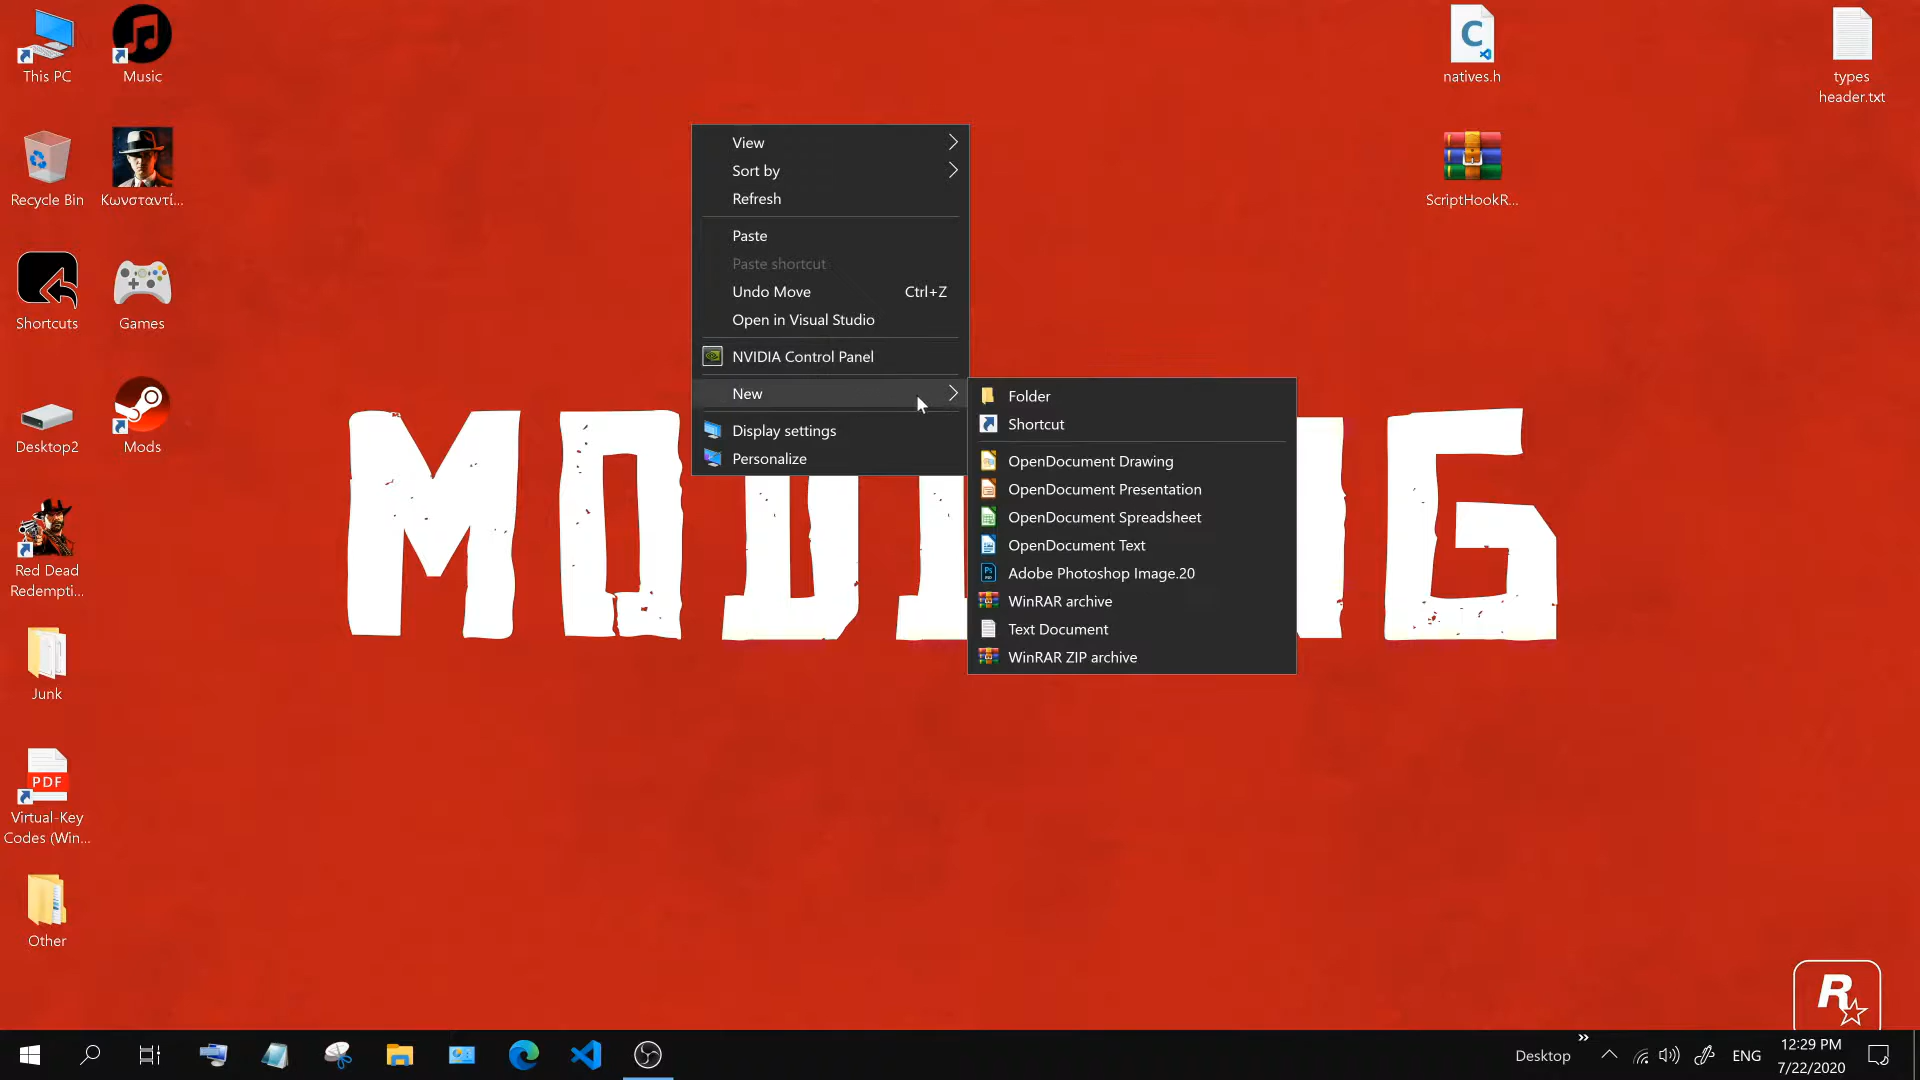 This PC
Music
natives.h
types
header.txt
Recycle Bin
Κωνσταντί...
ScriptHookR...
Shortcuts
Games
Desktop2
Mods
Red Dead
Redempti...
Junk
PDF
Virtual-Key
Codes (Win...
Other
View
Sort by
Refresh
Paste
Paste shortcut
Undo Move Ctrl+Z
Open in Visual Studio
NVIDIA Control Panel
New
Display settings
Personalize
Folder
Shortcut
OpenDocument Drawing
OpenDocument Presentation
OpenDocument Spreadsheet
OpenDocument Text
Adobe Photoshop Image.20
WinRAR archive
Text Document
WinRAR ZIP archive
R
Desktop
ENG
12:29 PM
7/22/2020